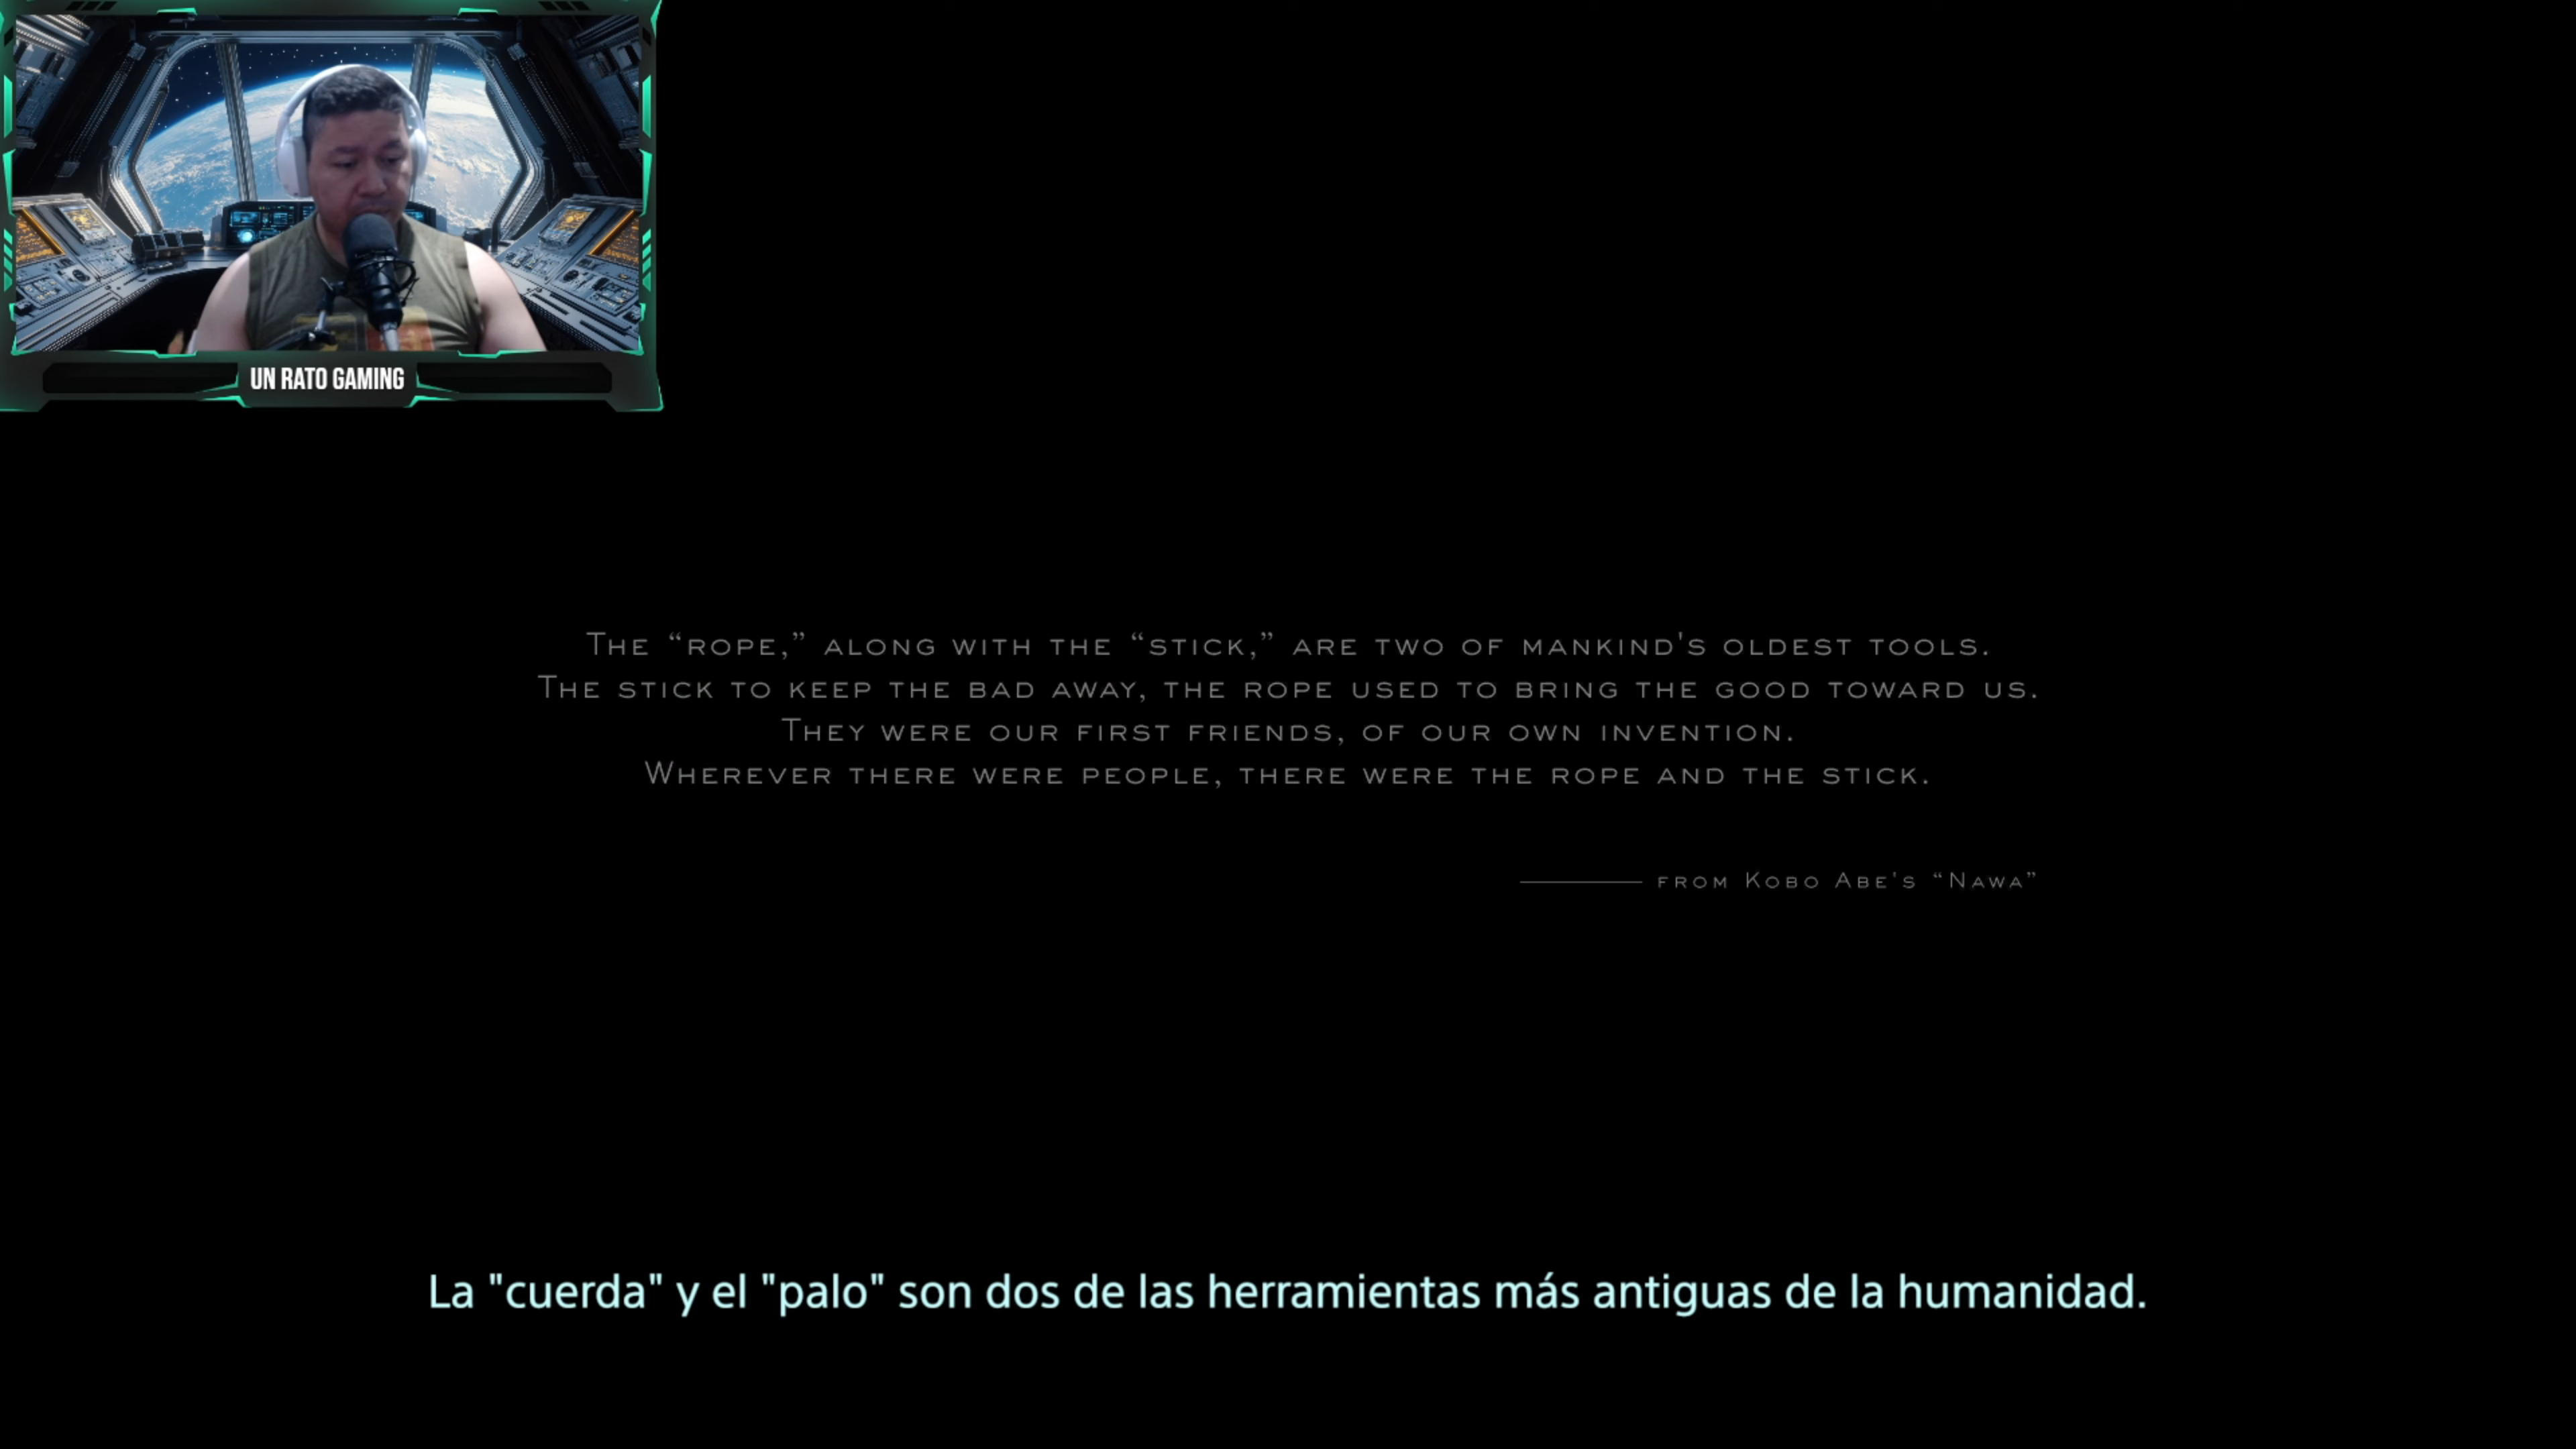 UN RATO GAMING
The “rope,” along with the “stick,” are two of mankind's oldest tools.
The stick to keep the bad away, the rope used to bring the good toward us.
They were our first friends, of our own invention.
Wherever there were people, there were the rope and the stick.
from Kobo Abe's “Nawa”
La "cuerda" y el "palo" son dos de las herramientas más antiguas de la humanidad.